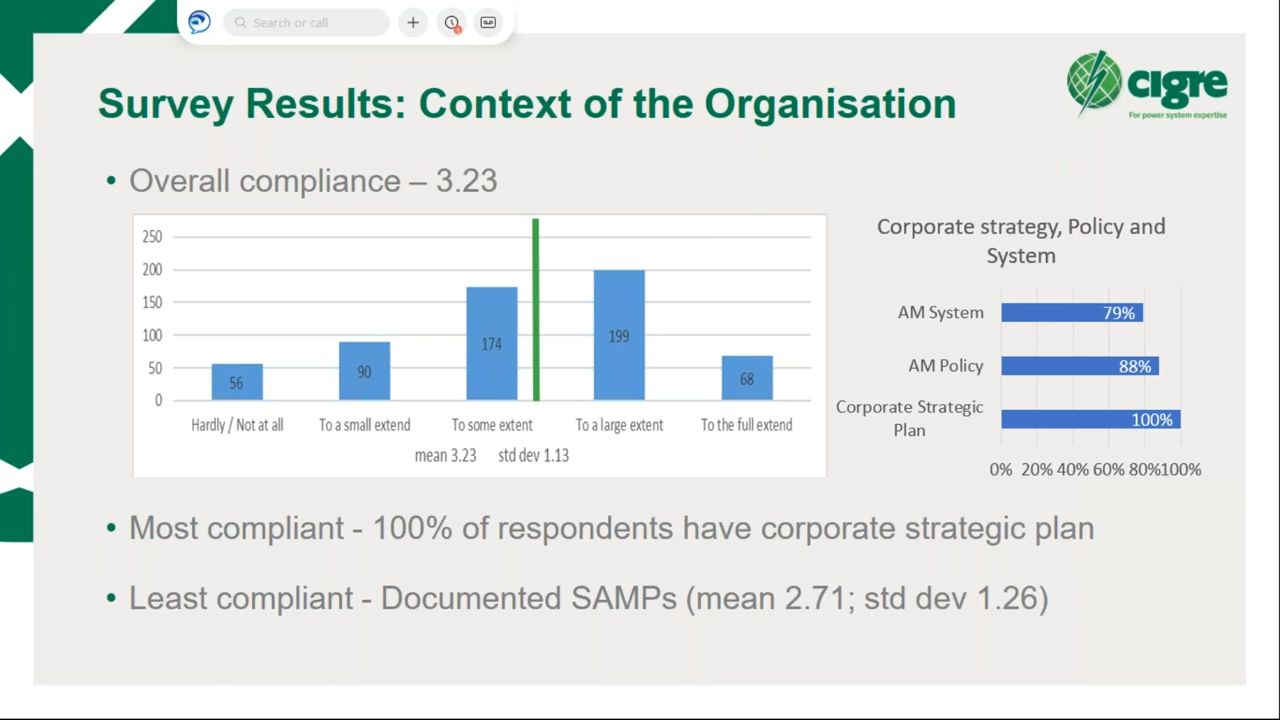 Search or call
cigre
For power system expertise
Survey Results: Context of the Organisation
• Overall compliance – 3.23
250
200
150
100
50
0
56
90
174
199
68
Hardly / Not at all
To a small extend
To some extent
To a large extent
To the full extend
mean 3.23 std dev 1.13
Corporate strategy, Policy and
System
AM System
79%
AM Policy
88%
Corporate Strategic
Plan
100%
0% 20% 40% 60% 80% 100%
• Most compliant - 100% of respondents have corporate strategic plan
• Least compliant - Documented SAMPs (mean 2.71; std dev 1.26)